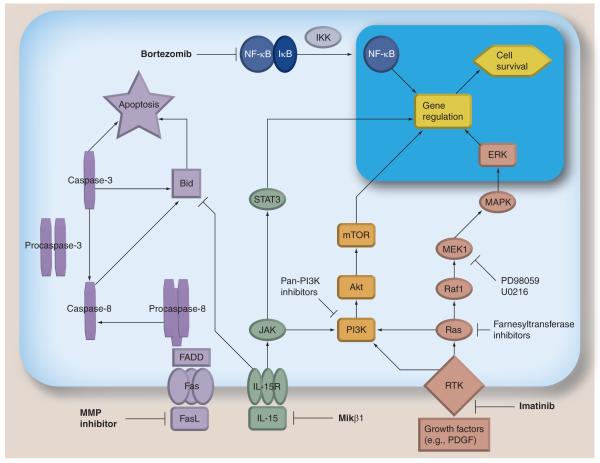 IKK
Bortezomib
NF-κB
IκB
NF-κB
Cell
survival
Apoptosis
Gene
regulation
ERK
Caspase-3
Bid
STAT3
MAPK
Procaspase-3
mTOR
MEK1
Pan-PI3K
inhibitors
Akt
Raf1
PD98059
U0216
Caspase-8
Procaspase-8
JAK
PI3K
Ras
Farnesyltransferase
inhibitors
FADD
Fas
IL-15R
RTK
MMP
inhibitor
FasL
IL-15
Mikβ1
Imatinib
Growth factors
(e.g., PDGF)